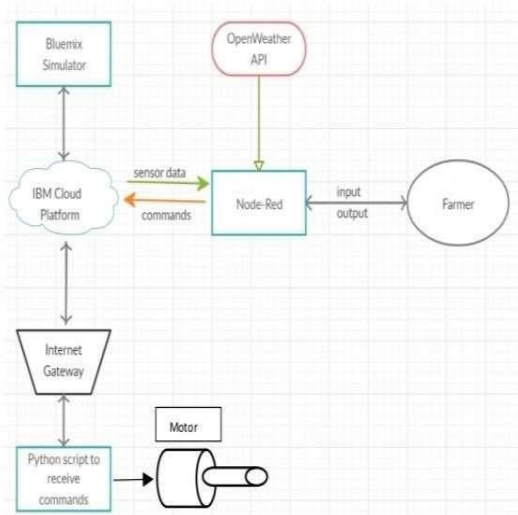 Bluemix
Simulator
OpenWeather
API
IBM Cloud
Platform
sensor data
commands
Node-Red
input
output
Farmer
Internet
Gateway
Python script to
receive
commands
Motor